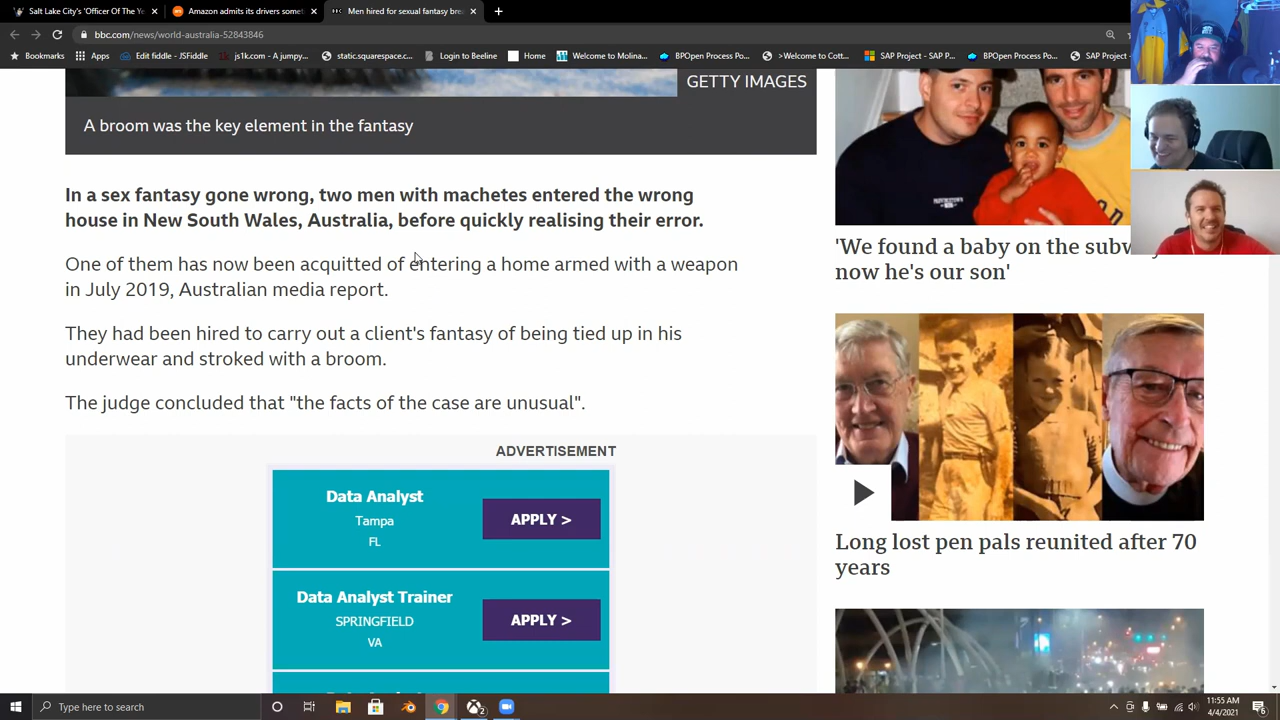 Salt Lake City's 'Officer Of The Ye
Amazon admits its drivers somet
Men hired for sexual fantasy brea
bbc.com/news/world-australia-52843846
Bookmarks
Apps
Edit fiddle - JSFiddle
js1k.com—A jumpy...
static.squarespace.c...
Login to Beeline
Home
Welcome to Molina...
BPOpen Process Po...
>Welcome to Cott...
SAP Project - SAP P...
BPOpen Process Po...
SAP Proje
GETTY IMAGES
A broom was the key element in the fantasy
In a sex fantasy gone wrong, two men with machetes entered the wrong
house in New South Wales, Australia, before quickly realising their error.
One of them has now been acquitted of entering a home armed with a weapon
in July 2019, Australian media report.
They had been hired to carry out a client's fantasy of being tied up in his
underwear and stroked with a broom.
The judge concluded that "the facts of the case are unusual".
ADVERTISEMENT
Data Analyst
Tampa
FL
APPLY >
Data Analyst Trainer
SPRINGFIELD
VA
APPLY >
PROVINCETOWN
'We found a baby on the subw
now he's our son'
Long lost pen pals reunited after 70
years
Type here to search
11:55 AM
4/4/2021